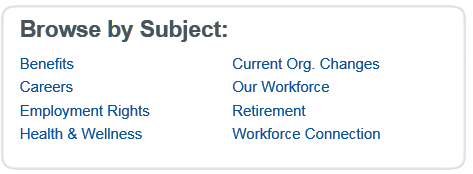 Browse by Subject:
Benefits
Careers
Employment Rights
Health & Wellness
Current Org. Changes
Our Workforce
Retirement
Workforce Connection